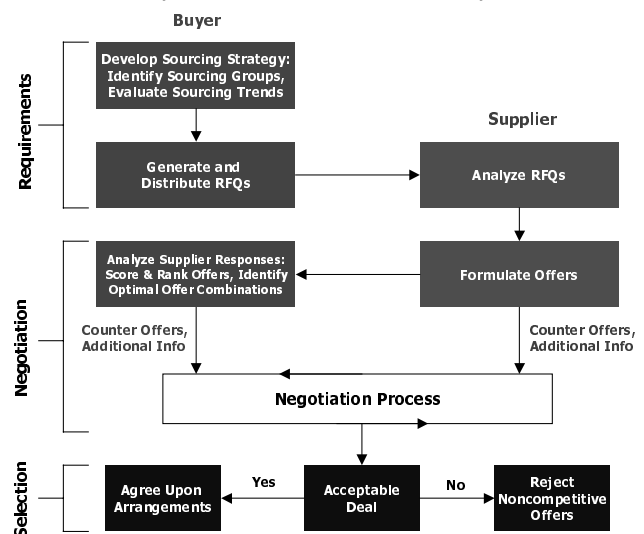 Buyer
Develop Sourcing Strategy:
Identify Sourcing Groups,
Evaluate Sourcing Trends
Requirements
Supplier
Generate and
Distribute RFQs
Analyze RFQs
Analyze Supplier Responses:
Score & Rank Offers, Identify
Optimal Offer Combinations
Formulate Offers
Negotiation
Counter Offers,
Additional Info
Counter Offers,
Additional Info
Negotiation Process
Selection
Agree Upon
Arrangements
Yes
Acceptable
Deal
No
Reject
Noncompetitive
Offers